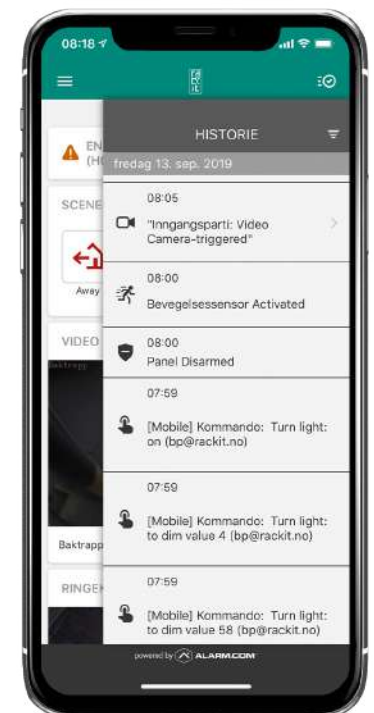 08:18
HISTORIE
EN
(H
fredag 13. sep. 2019
SCENE
08:05
"Inngangsparti: Video
Camera-triggered"
Away
08:00
Bevegelsessensor Activated
VIDEO
08:00
Panel Disarmed
07:59
[Mobile] Kommando: Turn light:
on (bp@rackit.no)
07:59
[Mobile] Kommando: Turn light:
to dim value 4 (bp@rackit.no)
Baktrapp
07:59
RINGEK
[Mobile] Kommando: Turn light:
to dim value 58 (bp@rackit.no)
powered by ALARM.COM